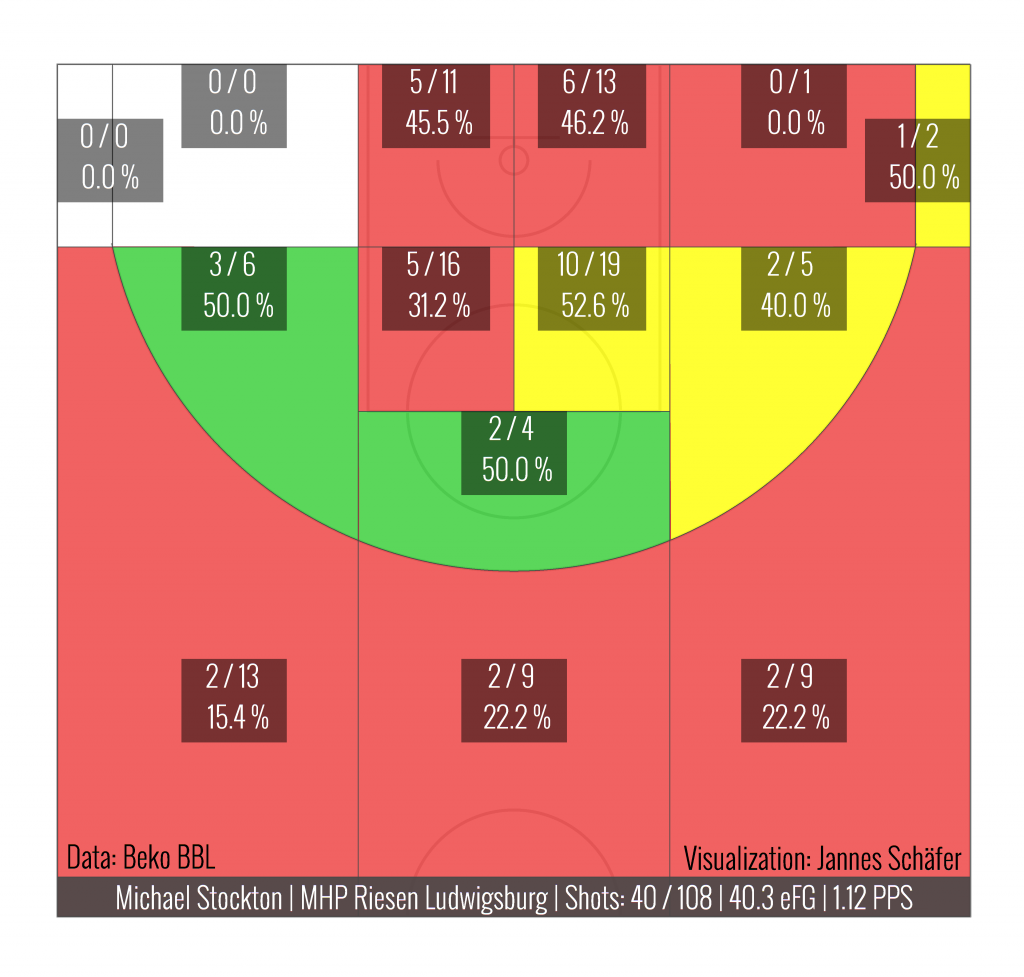 0 / 0
0.0 %
5 / 11
45.5 %
6 / 13
46.2 %
0 / 1
0.0 %
0 / 0
0.0 %
1 / 2
50.0 %
3 / 6
50.0 %
5 / 16
31.2 %
10 / 19
52.6 %
2 / 5
40.0 %
2 / 4
50.0 %
2 / 13
15.4 %
2 / 9
22.2 %
2 / 9
22.2 %
Data: Beko BBL
Visualization: Jannes Schäfer
Michael Stockton | MHP Riesen Ludwigsburg | Shots: 40 / 108 | 40.3 eFG | 1.12 PPS